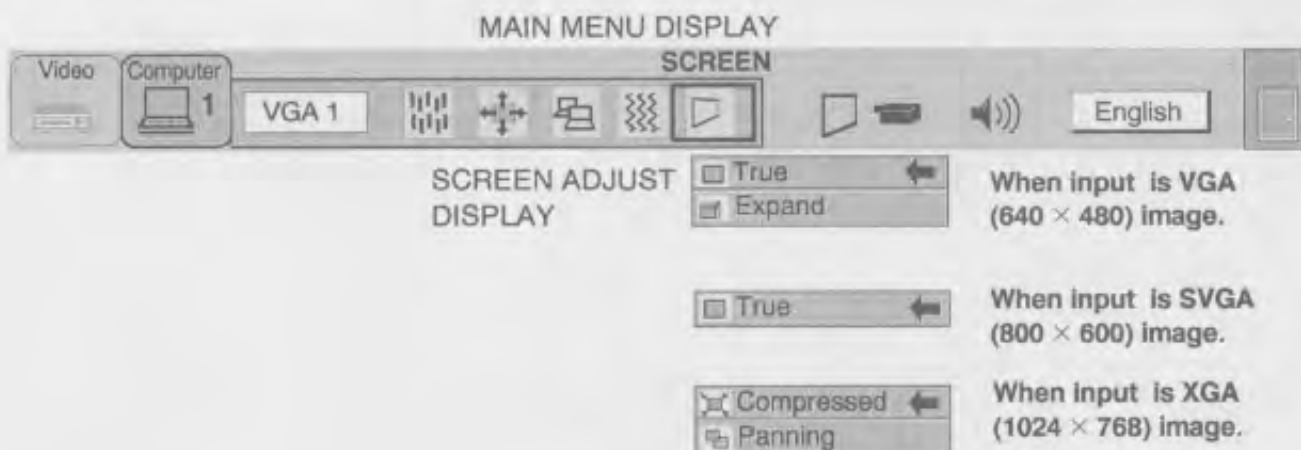 MAIN MENU DISPLAY
SCREEN
Video
Computer
1
VGA 1
English
SCREEN ADJUST
DISPLAY
True
Expand
When input is VGA
(640 × 480) image.
True
When input is SVGA
(800 × 600) image.
Compressed
Panning
When input is XGA
(1024 × 768) image.